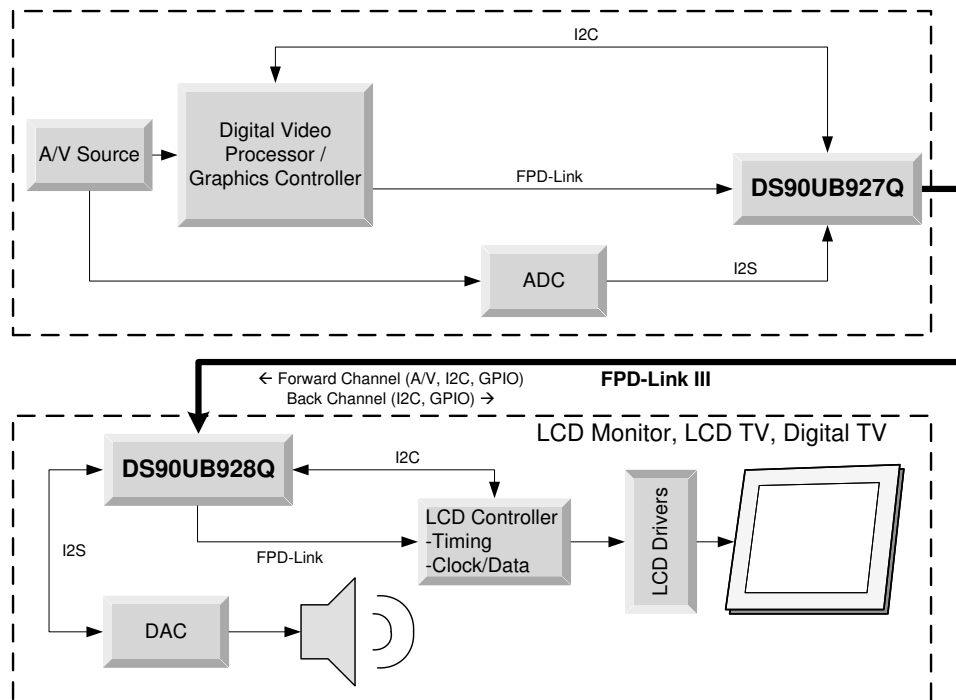 I2C
Digital Video
Processor /
Graphics Controller
A/V Source
FPD-Link
DS90UB927Q
ADC
I2S
← Forward Channel (A/V, I2C, GPIO)
Back Channel (I2C, GPIO) →
FPD-Link III
LCD Monitor, LCD TV, Digital TV
DS90UB928Q
I2C
I2S
FPD-Link
LCD Controller
-Timing
-Clock/Data
LCD Drivers
DAC